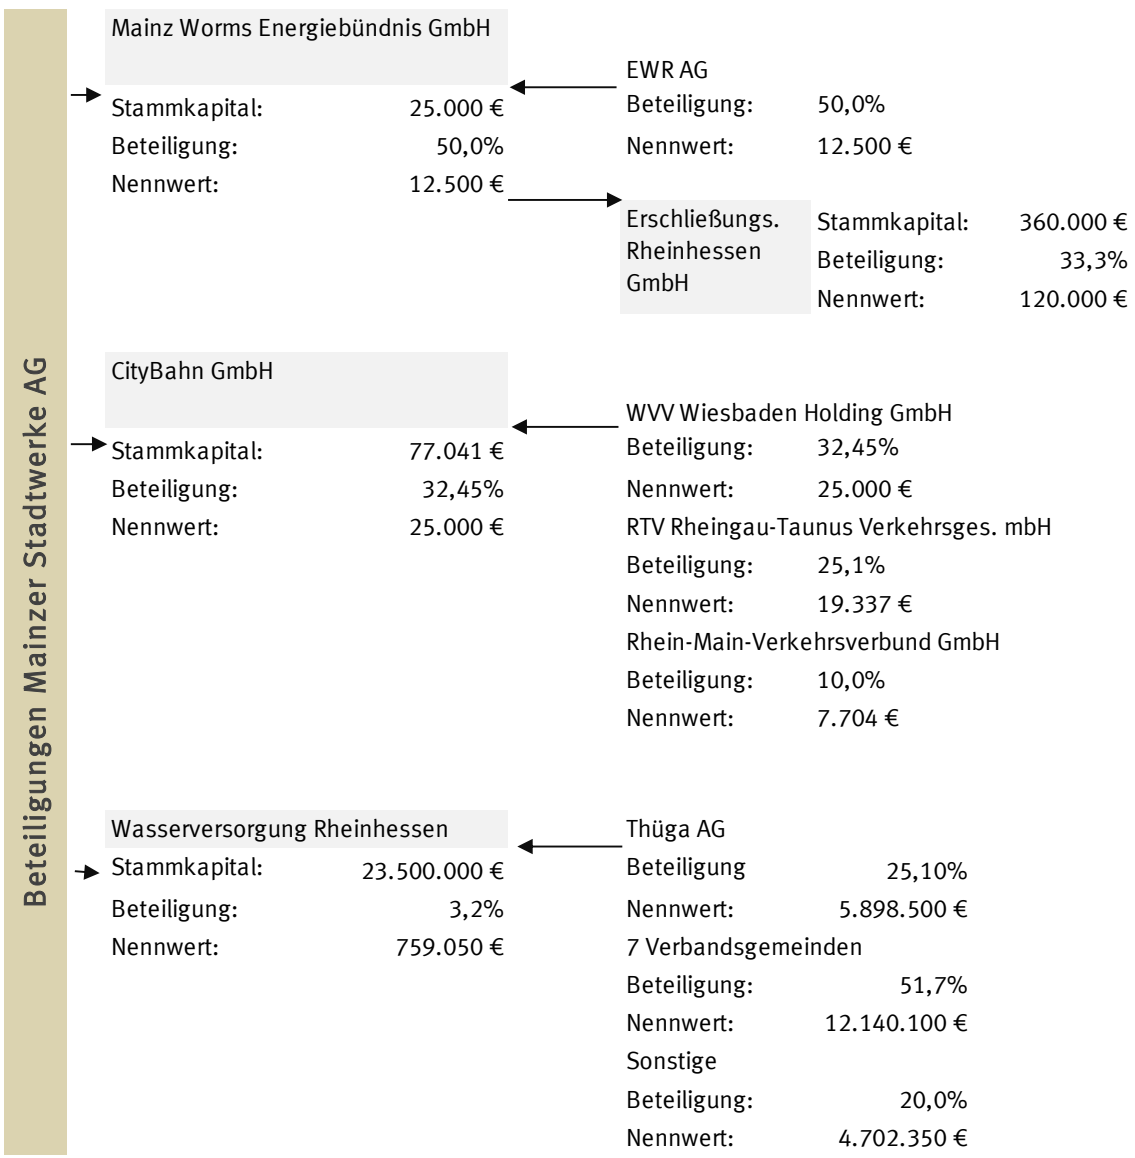 Beteiligungen Mainzer Stadtwerke AG
Mainz Worms Energiebündnis GmbH
Stammkapital: 25.000 €
Beteiligung: 50,0%
Nennwert: 12.500 €
EWR AG
Beteiligung: 50,0%
Nennwert: 12.500 €
Erschließungs.
Rheinhessen
GmbH
Stammkapital: 360.000 €
Beteiligung: 33,3%
Nennwert: 120.000 €
CityBahn GmbH
Stammkapital: 77.041 €
Beteiligung: 32,45%
Nennwert: 25.000 €
WVV Wiesbaden Holding GmbH
Beteiligung: 32,45%
Nennwert: 25.000 €
RTV Rheingau-Taunus Verkehrsges. mbH
Beteiligung: 25,1%
Nennwert: 19.337 €
Rhein-Main-Verkehrsverbund GmbH
Beteiligung: 10,0%
Nennwert: 7.704 €
Wasserversorgung Rheinhessen
Stammkapital: 23.500.000 €
Beteiligung: 3,2%
Nennwert: 759.050 €
Thüga AG
Beteiligung 25,10%
Nennwert: 5.898.500 €
7 Verbandsgemeinden
Beteiligung: 51,7%
Nennwert: 12.140.100 €
Sonstige
Beteiligung: 20,0%
Nennwert: 4.702.350 €